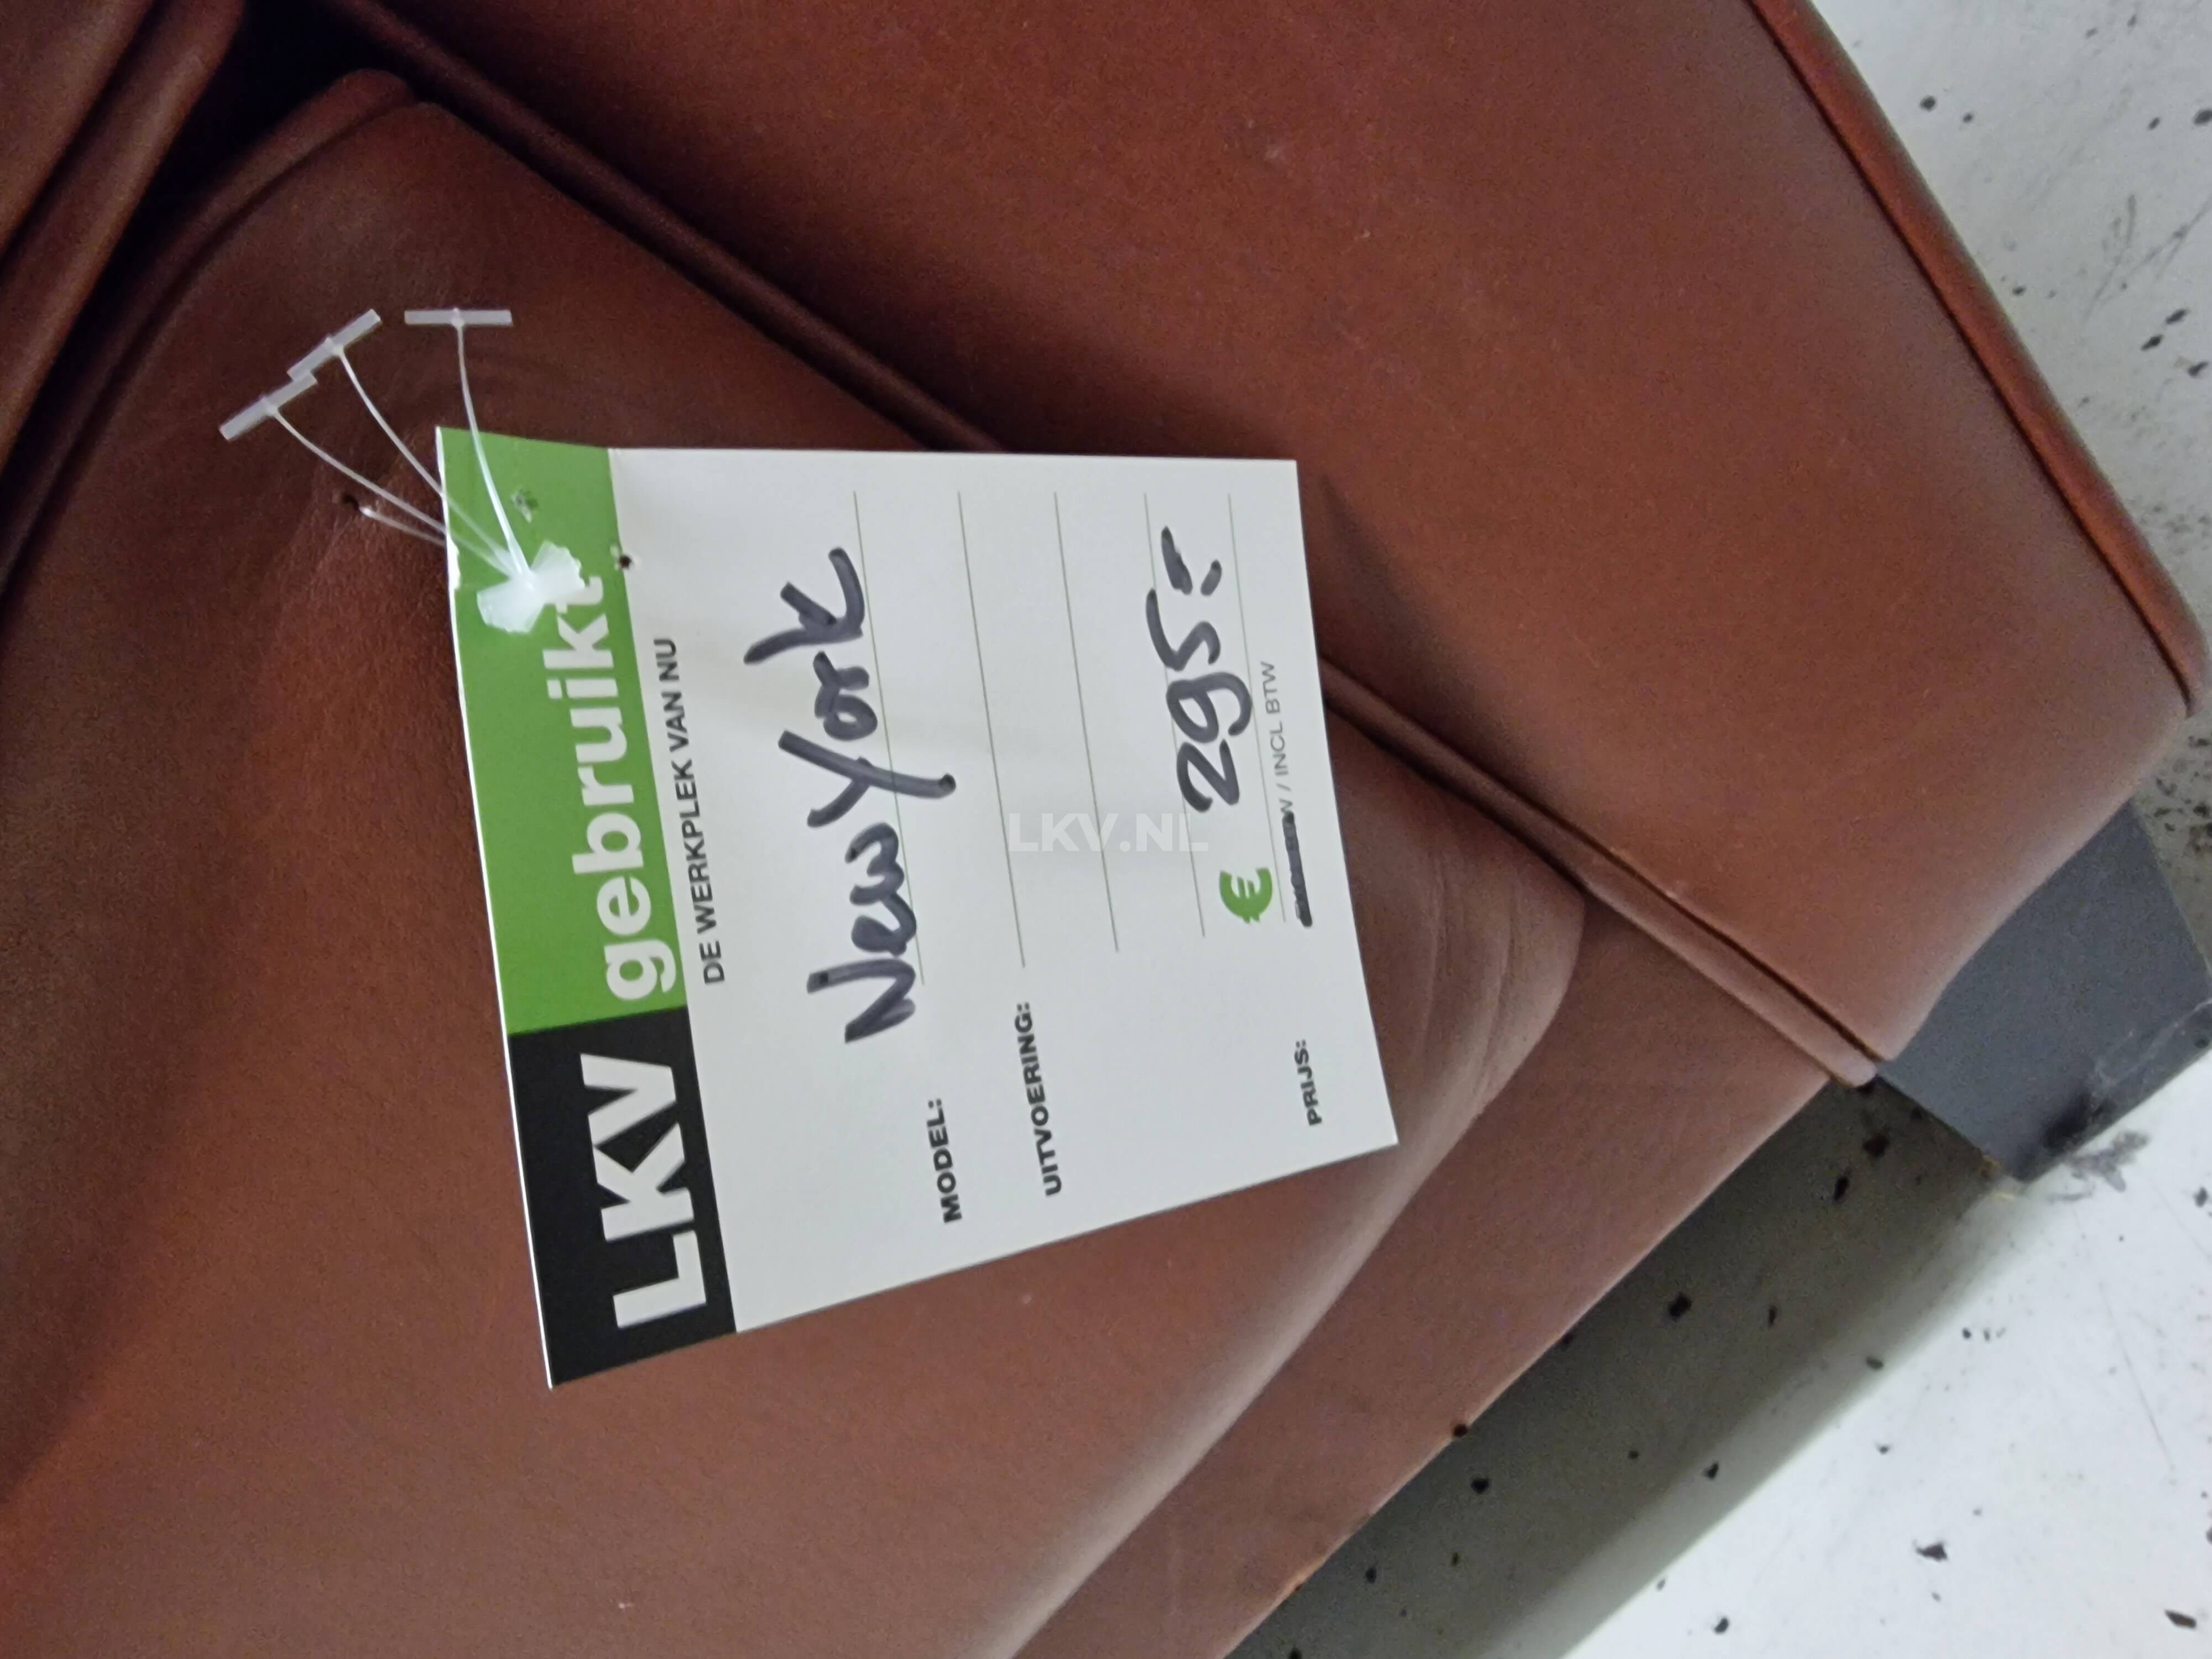 LKV gebruikt
DE WERKPLEK VAN NU
MODEL: New York
UITVOERING:
PRIJS: € 295,-
/ INCL BTW
LKV.NL